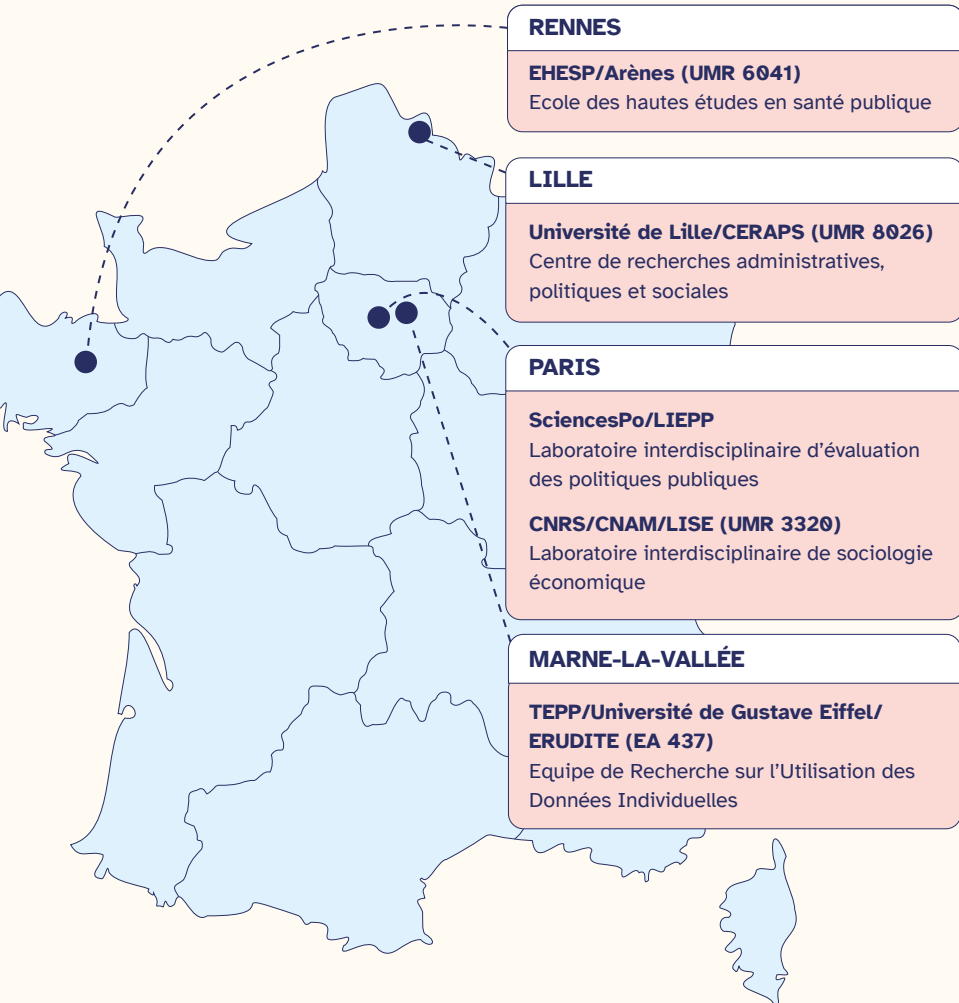 RENNES
EHESP/Arènes (UMR 6041)
Ecole des hautes études en santé publique
LILLE
Université de Lille/CERAPS (UMR 8026)
Centre de recherches administratives,
politiques et sociales
PARIS
SciencesPo/LIEPP
Laboratoire interdisciplinaire d’évaluation
des politiques publiques
CNRS/CNAM/LISE (UMR 3320)
Laboratoire interdisciplinaire de sociologie
économique
MARNE-LA-VALLÉE
TEPP/Université de Gustave Eiffel/
ERUDITE (EA 437)
Equipe de Recherche sur l’Utilisation des
Données Individuelles